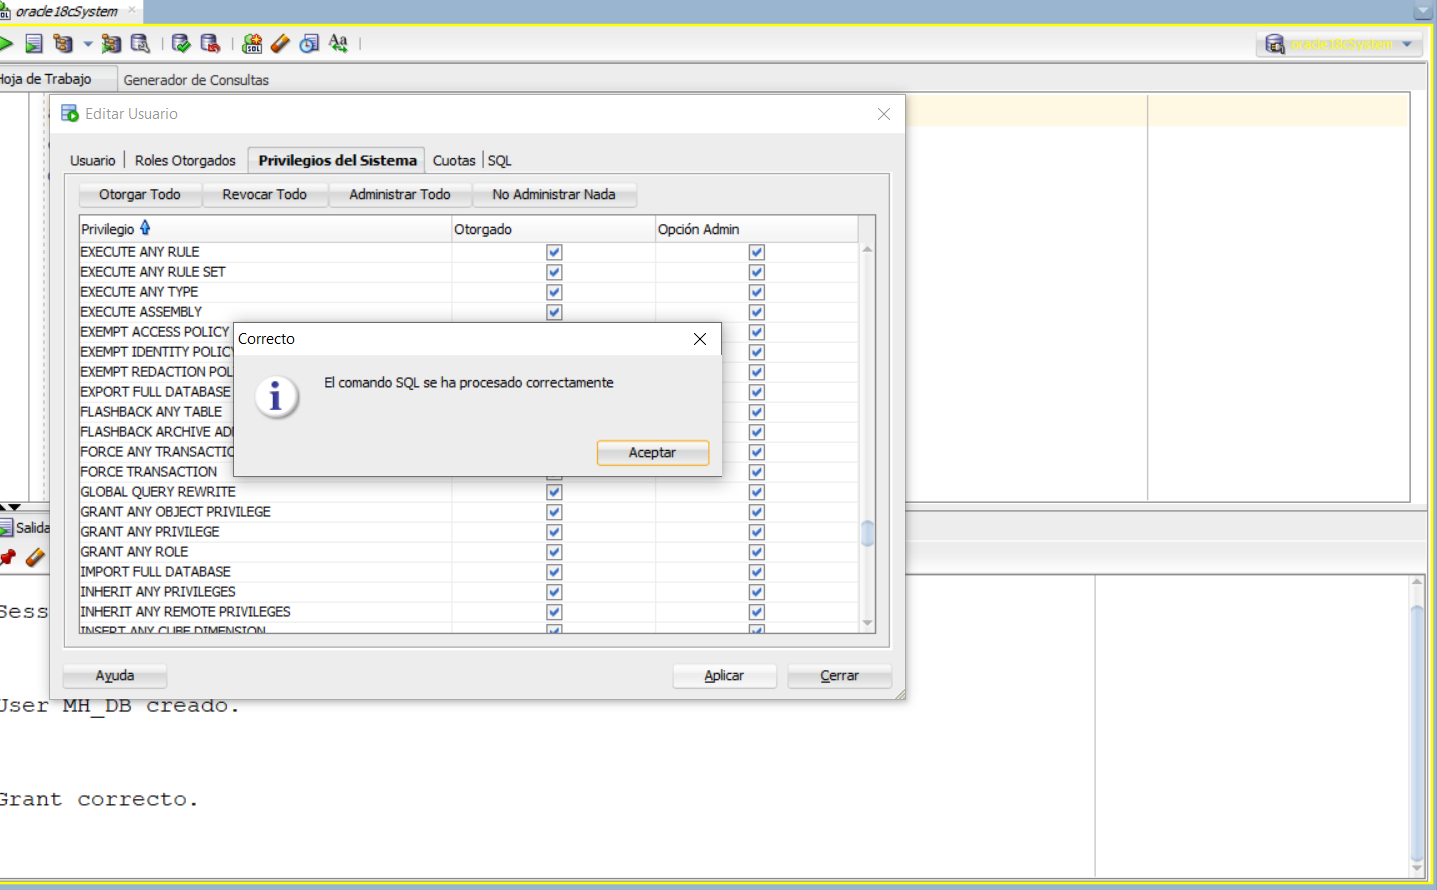 oracle18cSystem
oracle18cSystem
Hoja de Trabajo
Generador de Consultas
Editar Usuario
Usuario
Roles Otorgados
Privilegios del Sistema
Cuotas
SQL
Otorgar Todo
Revocar Todo
Administrar Todo
No Administrar Nada
Privilegio
Otorgado
Opción Admin
EXECUTE ANY RULE
EXECUTE ANY RULE SET
EXECUTE ANY TYPE
EXECUTE ASSEMBLY
EXEMPT ACCESS POLICY
EXEMPT IDENTITY POLICY
EXEMPT REDACTION POL
EXPORT FULL DATABASE
FLASHBACK ANY TABLE
FLASHBACK ARCHIVE AD
FORCE ANY TRANSACTIO
FORCE TRANSACTION
GLOBAL QUERY REWRITE
GRANT ANY OBJECT PRIVILEGE
GRANT ANY PRIVILEGE
GRANT ANY ROLE
IMPORT FULL DATABASE
INHERIT ANY PRIVILEGES
INHERIT ANY REMOTE PRIVILEGES
INSERT ANY CUBE DIMENSION
Correcto
El comando SQL se ha procesado correctamente
Aceptar
Ayuda
Aplicar
Cerrar
Salida
Sess
User MH_DB creado.
Grant correcto.